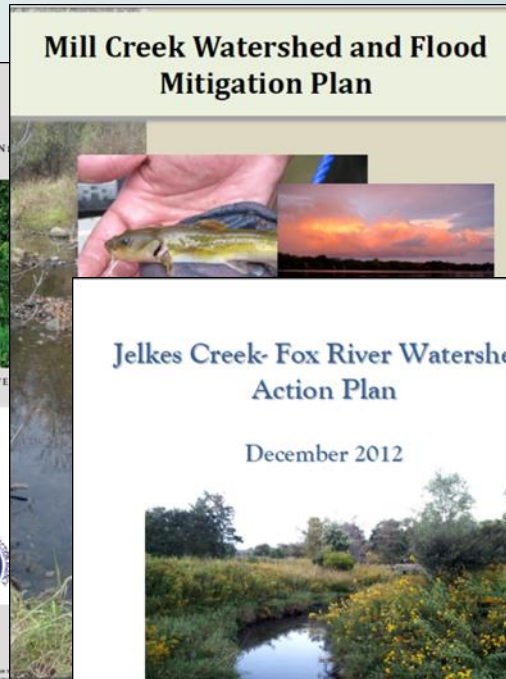 Mill Creek Watershed and Flood
Mitigation Plan
Jelkes Creek- Fox River Watershe
Action Plan
December 2012